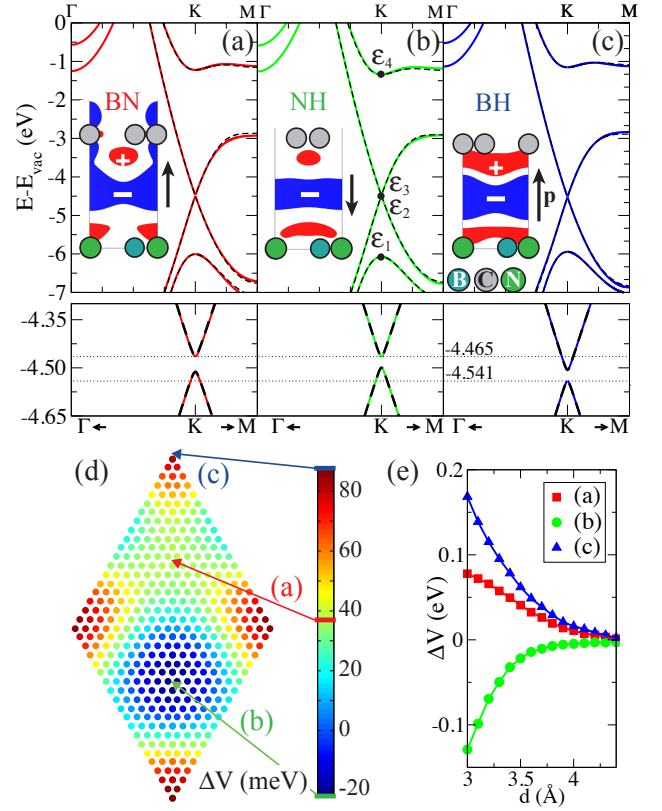 Γ K M Γ K M Γ K M
(a) (b) (c)
BN NH BH
E-E_vac (eV)
0
-1
-2
-3
-4
-5
-6
-7
+
−
−
+
−
p
ε4
ε3
ε2
ε1
B C N
-4.35
-4.50
-4.65
-4.465
-4.541
Γ ← K → M Γ ← K → M Γ ← K → M
(d)
(c)
(a)
(b)
80
60
40
20
0
-20
ΔV (meV)
(e)
ΔV (eV)
0.2
0.1
0
-0.1
(a)
(b)
(c)
3 3.5 4
d (Å)